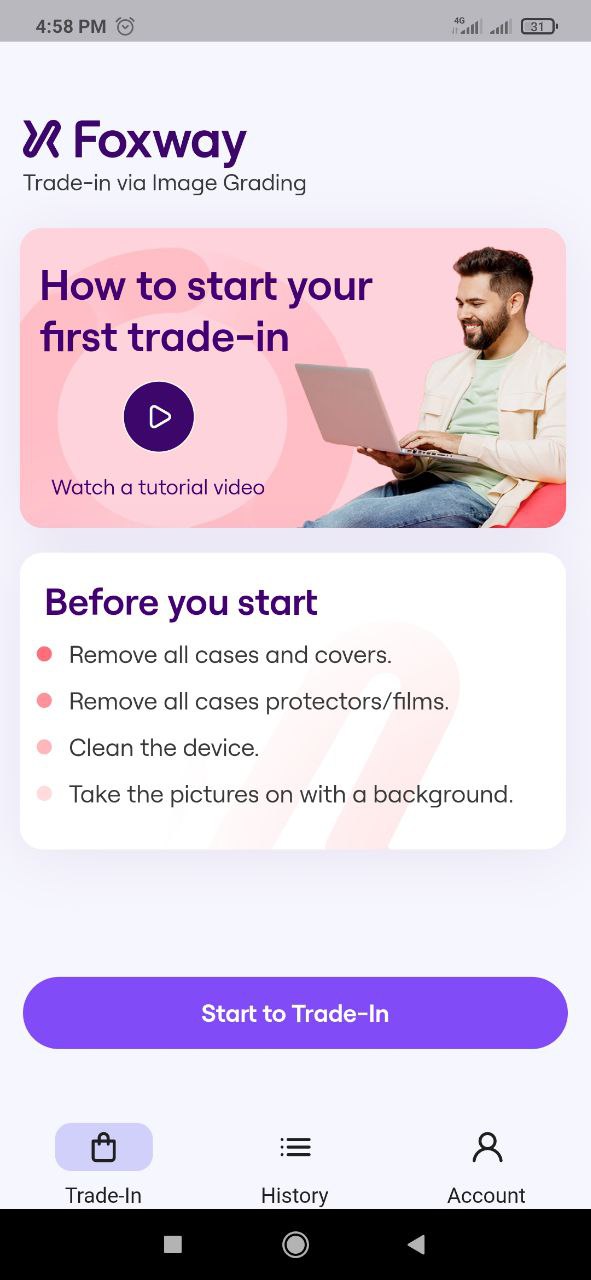 4:58 PM
4G
31
Foxway
Trade-in via Image Grading
How to start your
first trade-in
Watch a tutorial video
Before you start
Remove all cases and covers.
Remove all cases protectors/films.
Clean the device.
Take the pictures on with a background.
Start to Trade-In
Trade-In
History
Account